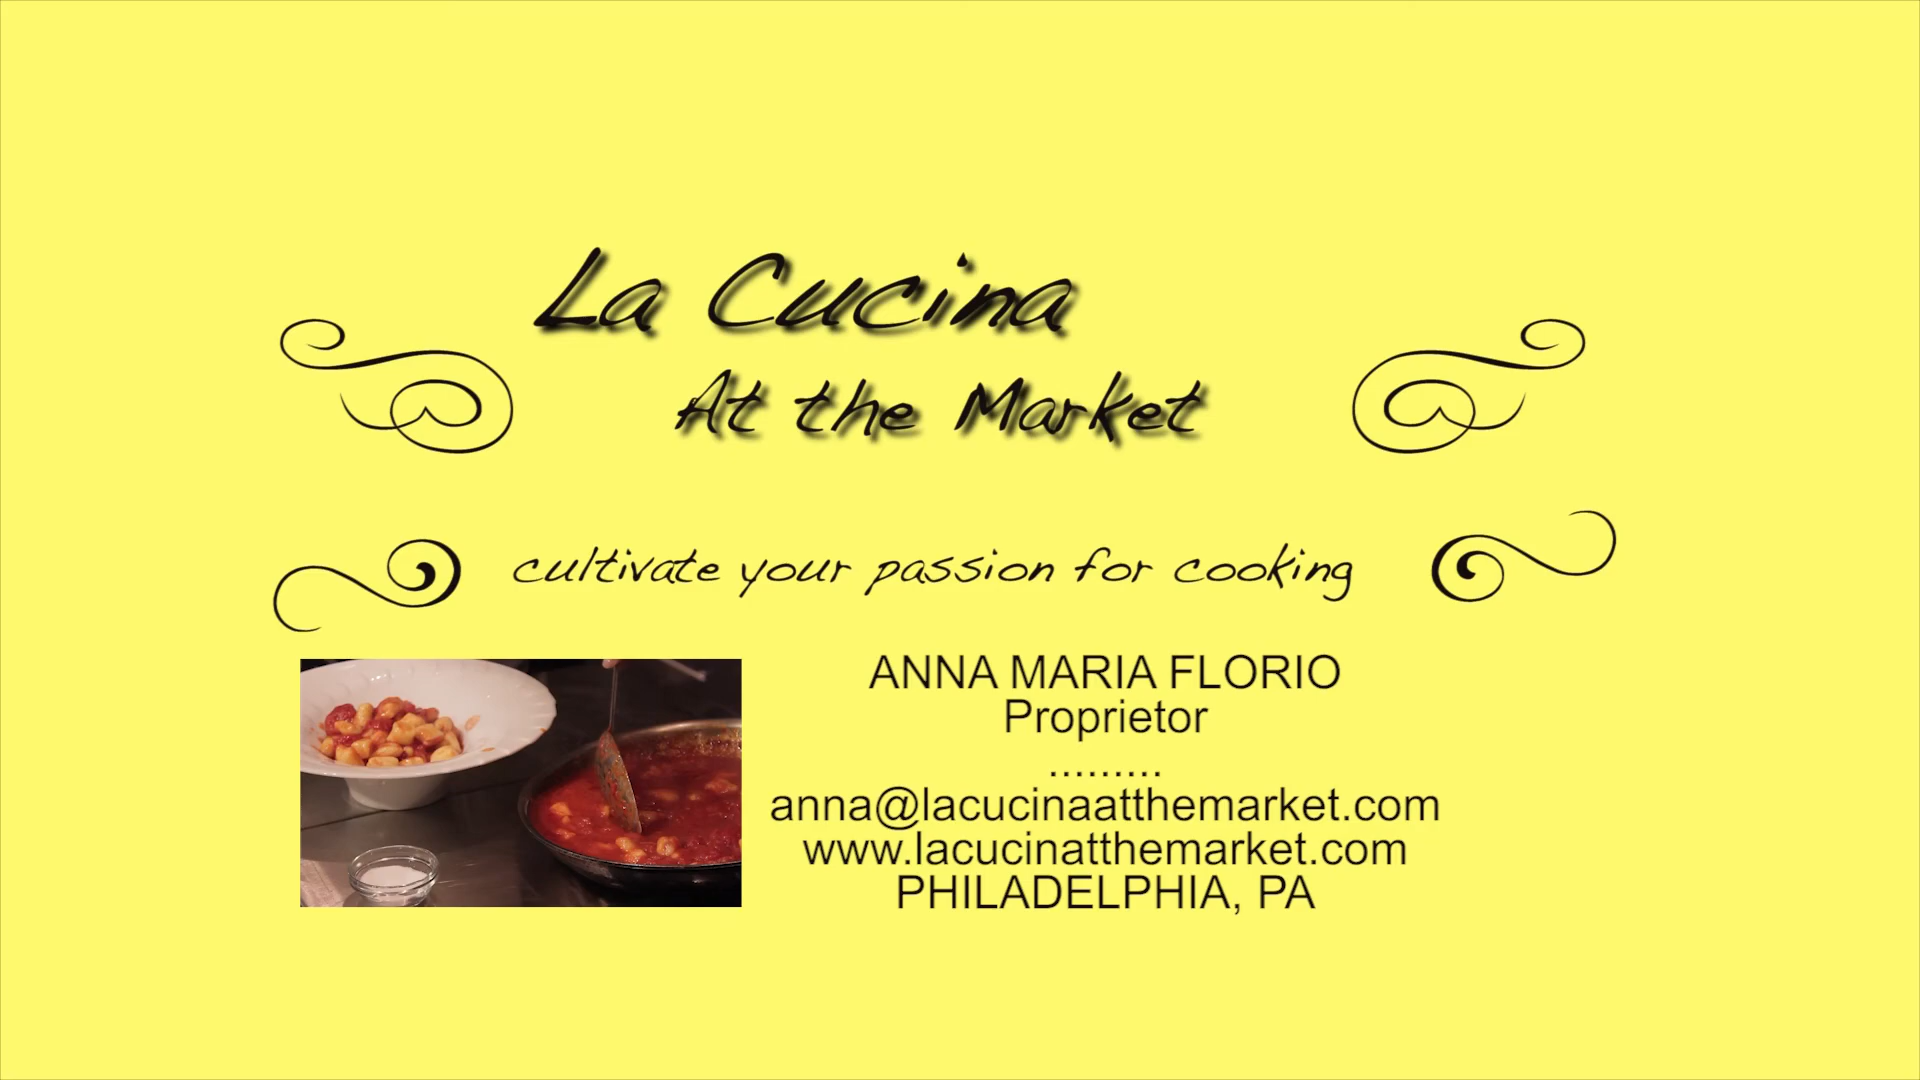 La Cucina
At the Market
cultivate your passion for cooking
ANNA MARIA FLORIO
Proprietor
.........
anna@lacucinaatthemarket.com
www.lacucinatthemarket.com
PHILADELPHIA, PA